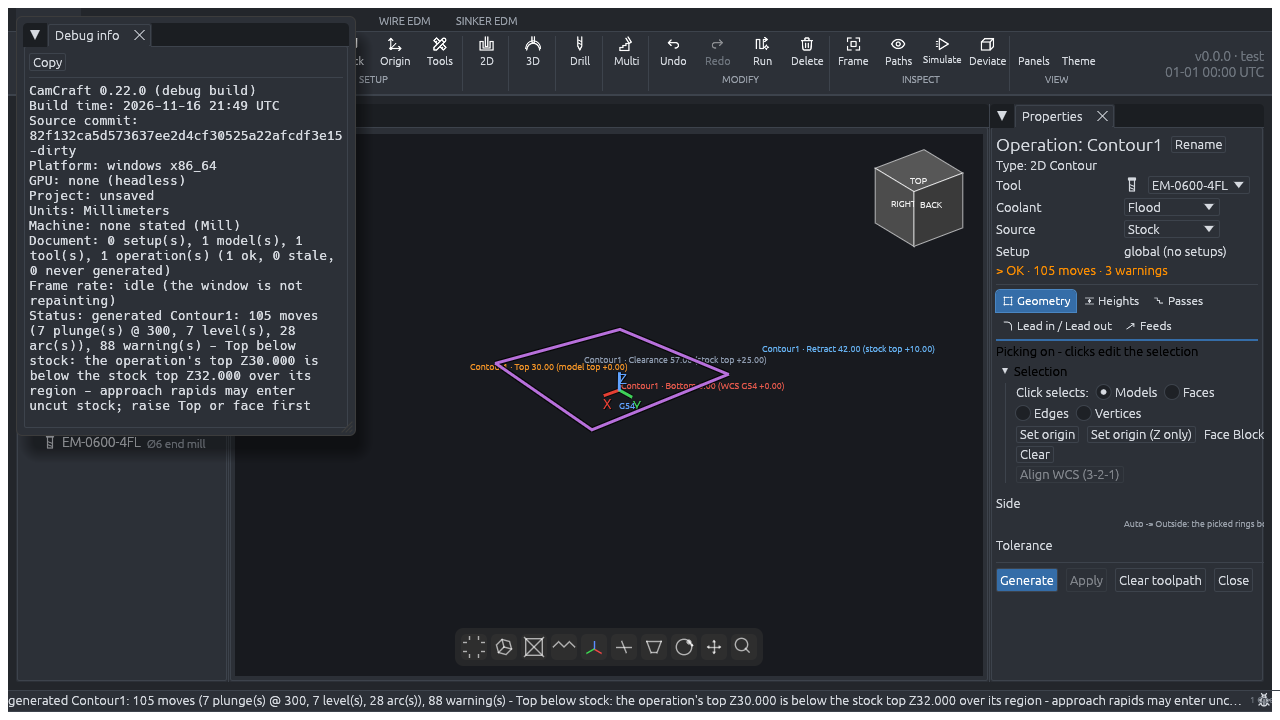 WIRE EDM SINKER EDM
Debug info
Copy
CamCraft 0.22.0 (debug build)
Build time: 2026-11-16 21:49 UTC
Source commit:
82f132ca5d573637ee2d4cf30525a22afcdf3e15
-dirty
Platform: windows x86_64
GPU: none (headless)
Project: unsaved
Units: Millimeters
Machine: none stated (Mill)
Document: 0 setup(s), 1 model(s), 1
tool(s), 1 operation(s) (1 ok, 0 stale,
0 never generated)
Frame rate: idle (the window is not
repainting)
Status: generated Contour1: 105 moves
(7 plunge(s) @ 300, 7 level(s), 28
arc(s)), 88 warning(s) - Top below
stock: the operation's top Z30.000 is
below the stock top Z32.000 over its
region - approach rapids may enter
uncut stock; raise Top or face first
EM-0600-4FL Ø6 end mill
Origin Tools 2D 3D Drill Multi Undo Redo Run Delete Frame Paths Simulate Deviate Panels Theme
SETUP MODIFY INSPECT VIEW
v0.0.0 · test
01-01 00:00 UTC
TOP
RIGHT BACK
Contour1 · Retract 42.00 (stock top +10.00)
Contour1 · Clearance 57.00 (stock top +25.00)
Contour1 · Top 30.00 (model top +0.00)
Contour1 · Bottom 0.00 (WCS G54 +0.00)
Z
X G54 Y
Properties
Operation: Contour1 Rename
Type: 2D Contour
Tool EM-0600-4FL
Coolant Flood
Source Stock
Setup global (no setups)
> OK · 105 moves · 3 warnings
Geometry Heights Passes
Lead in / Lead out Feeds
Picking on - clicks edit the selection
Selection
Click selects: Models Faces
Edges Vertices
Set origin Set origin (Z only) Face Block
Clear
Align WCS (3-2-1)
Side
Auto -> Outside: the picked rings
Tolerance
Generate Apply Clear toolpath Close
generated Contour1: 105 moves (7 plunge(s) @ 300, 7 level(s), 28 arc(s)), 88 warning(s) - Top below stock: the operation's top Z30.000 is below the stock top Z32.000 over its region - approach rapids may enter unc...